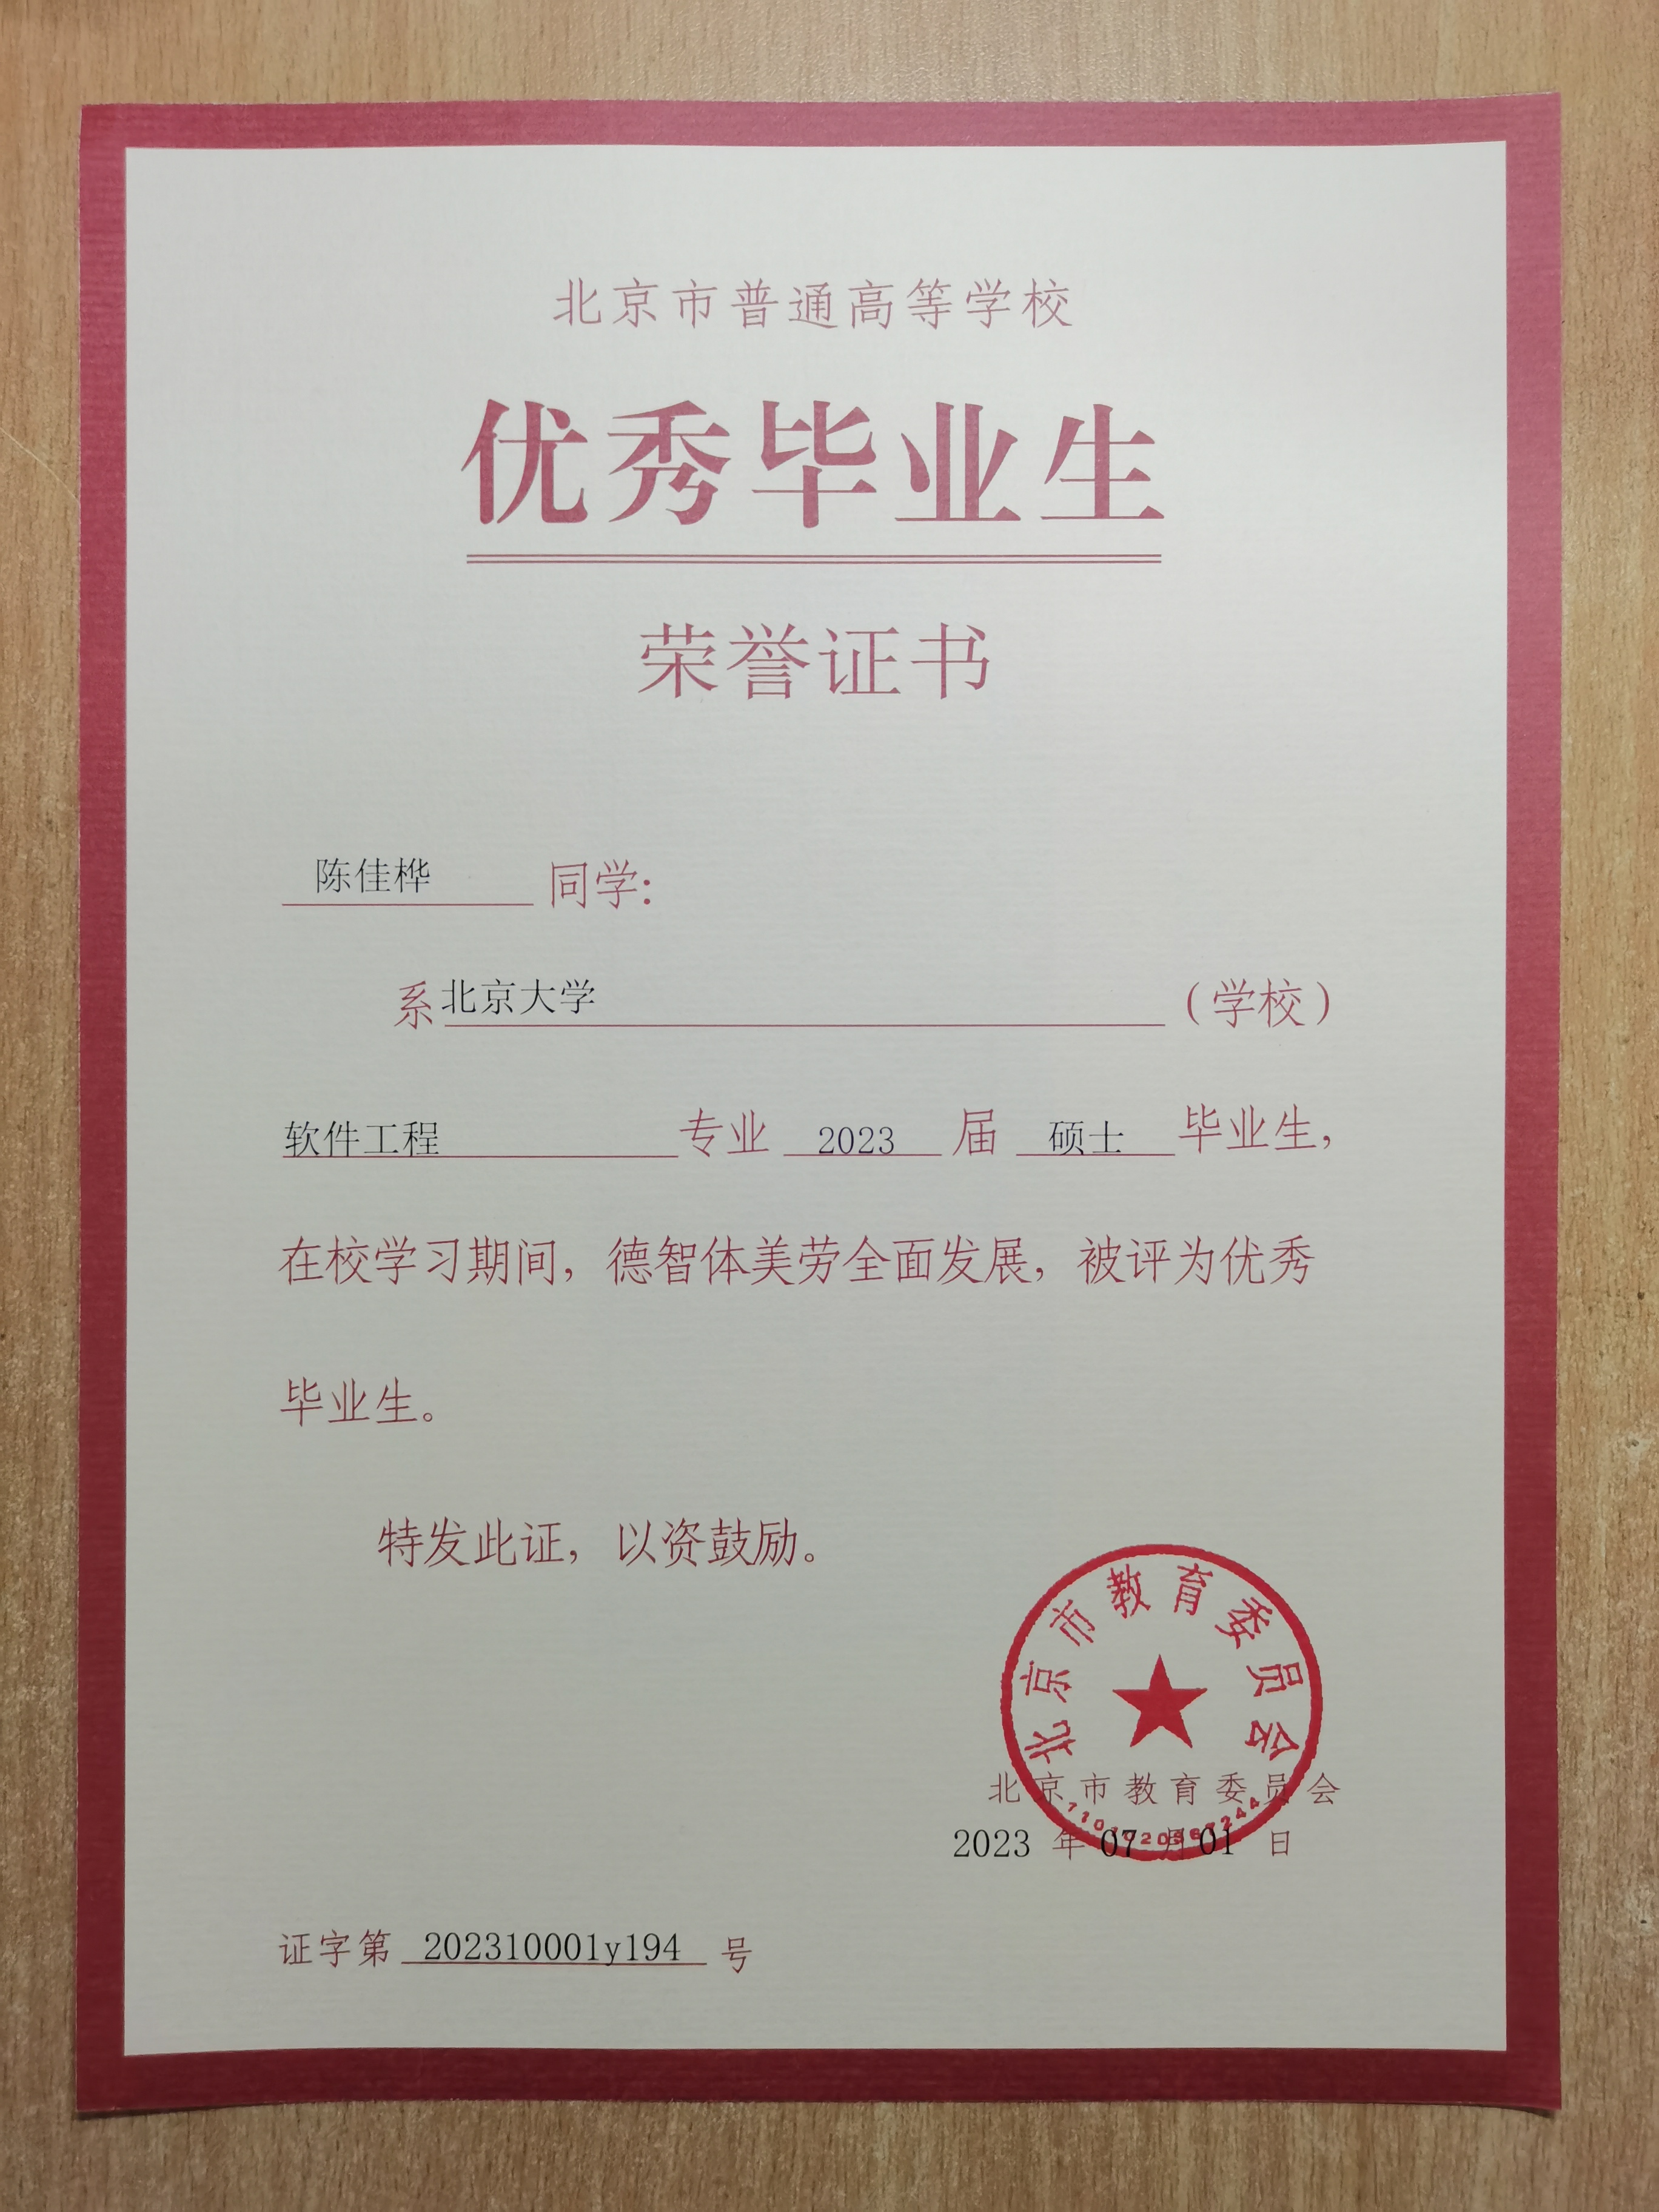 北京市普通高等学校
优秀毕业生
荣誉证书
陈佳桦 同学:
系北京大学 (学校)
软件工程 专业 2023 届 硕士 毕业生,
在校学习期间, 德智体美劳全面发展, 被评为优秀
毕业生。
特发此证, 以资鼓励。
北京市教育委员会
北京市教育委员会
2023 年 07 月 01 日
证字第 202310001y194 号